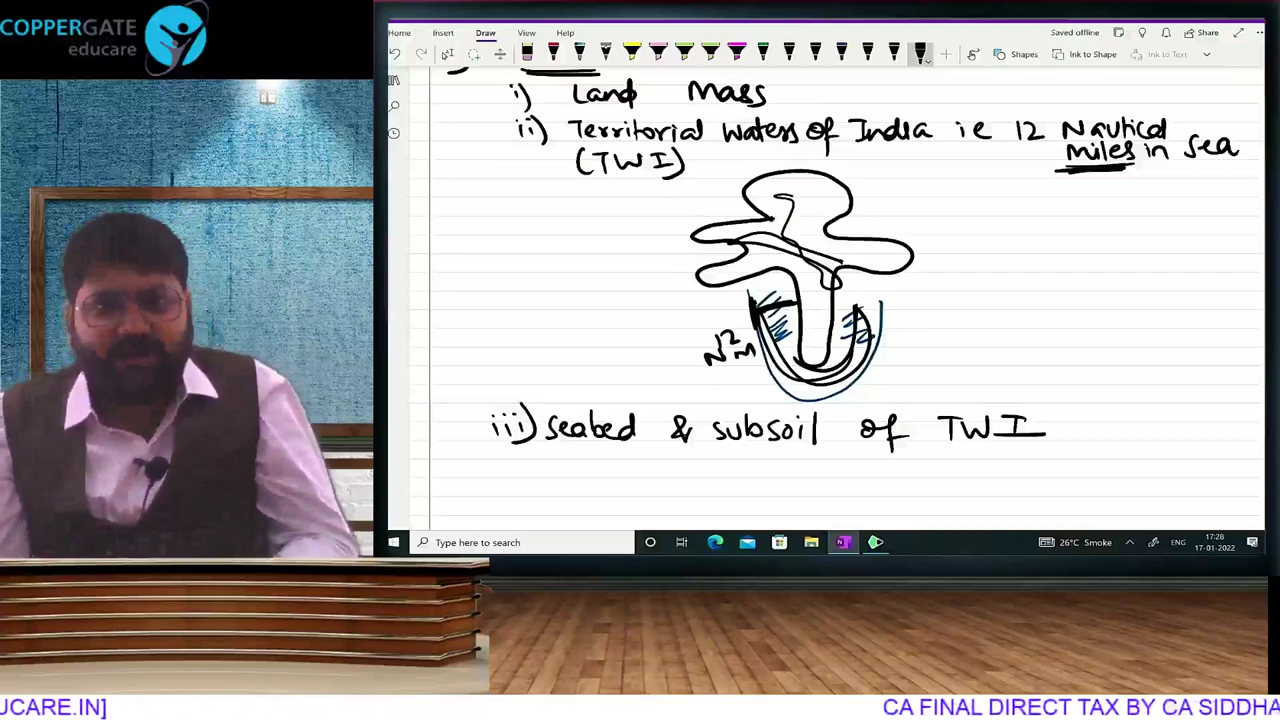 COPPERGATE
educare
Home Insert Draw View Help
Saved offline
Share
Shapes
Ink to Shape
Ink to Text
i) Land Mass
ii) Territorial waters of India ie 12 Nautical
miles in sea
(TWI)
iii) seabed & subsoil of TWI
Type here to search
26°C Smoke
ENG
17:28
17-01-2022
UCARE.IN]
CA FINAL DIRECT TAX BY CA SIDDHA